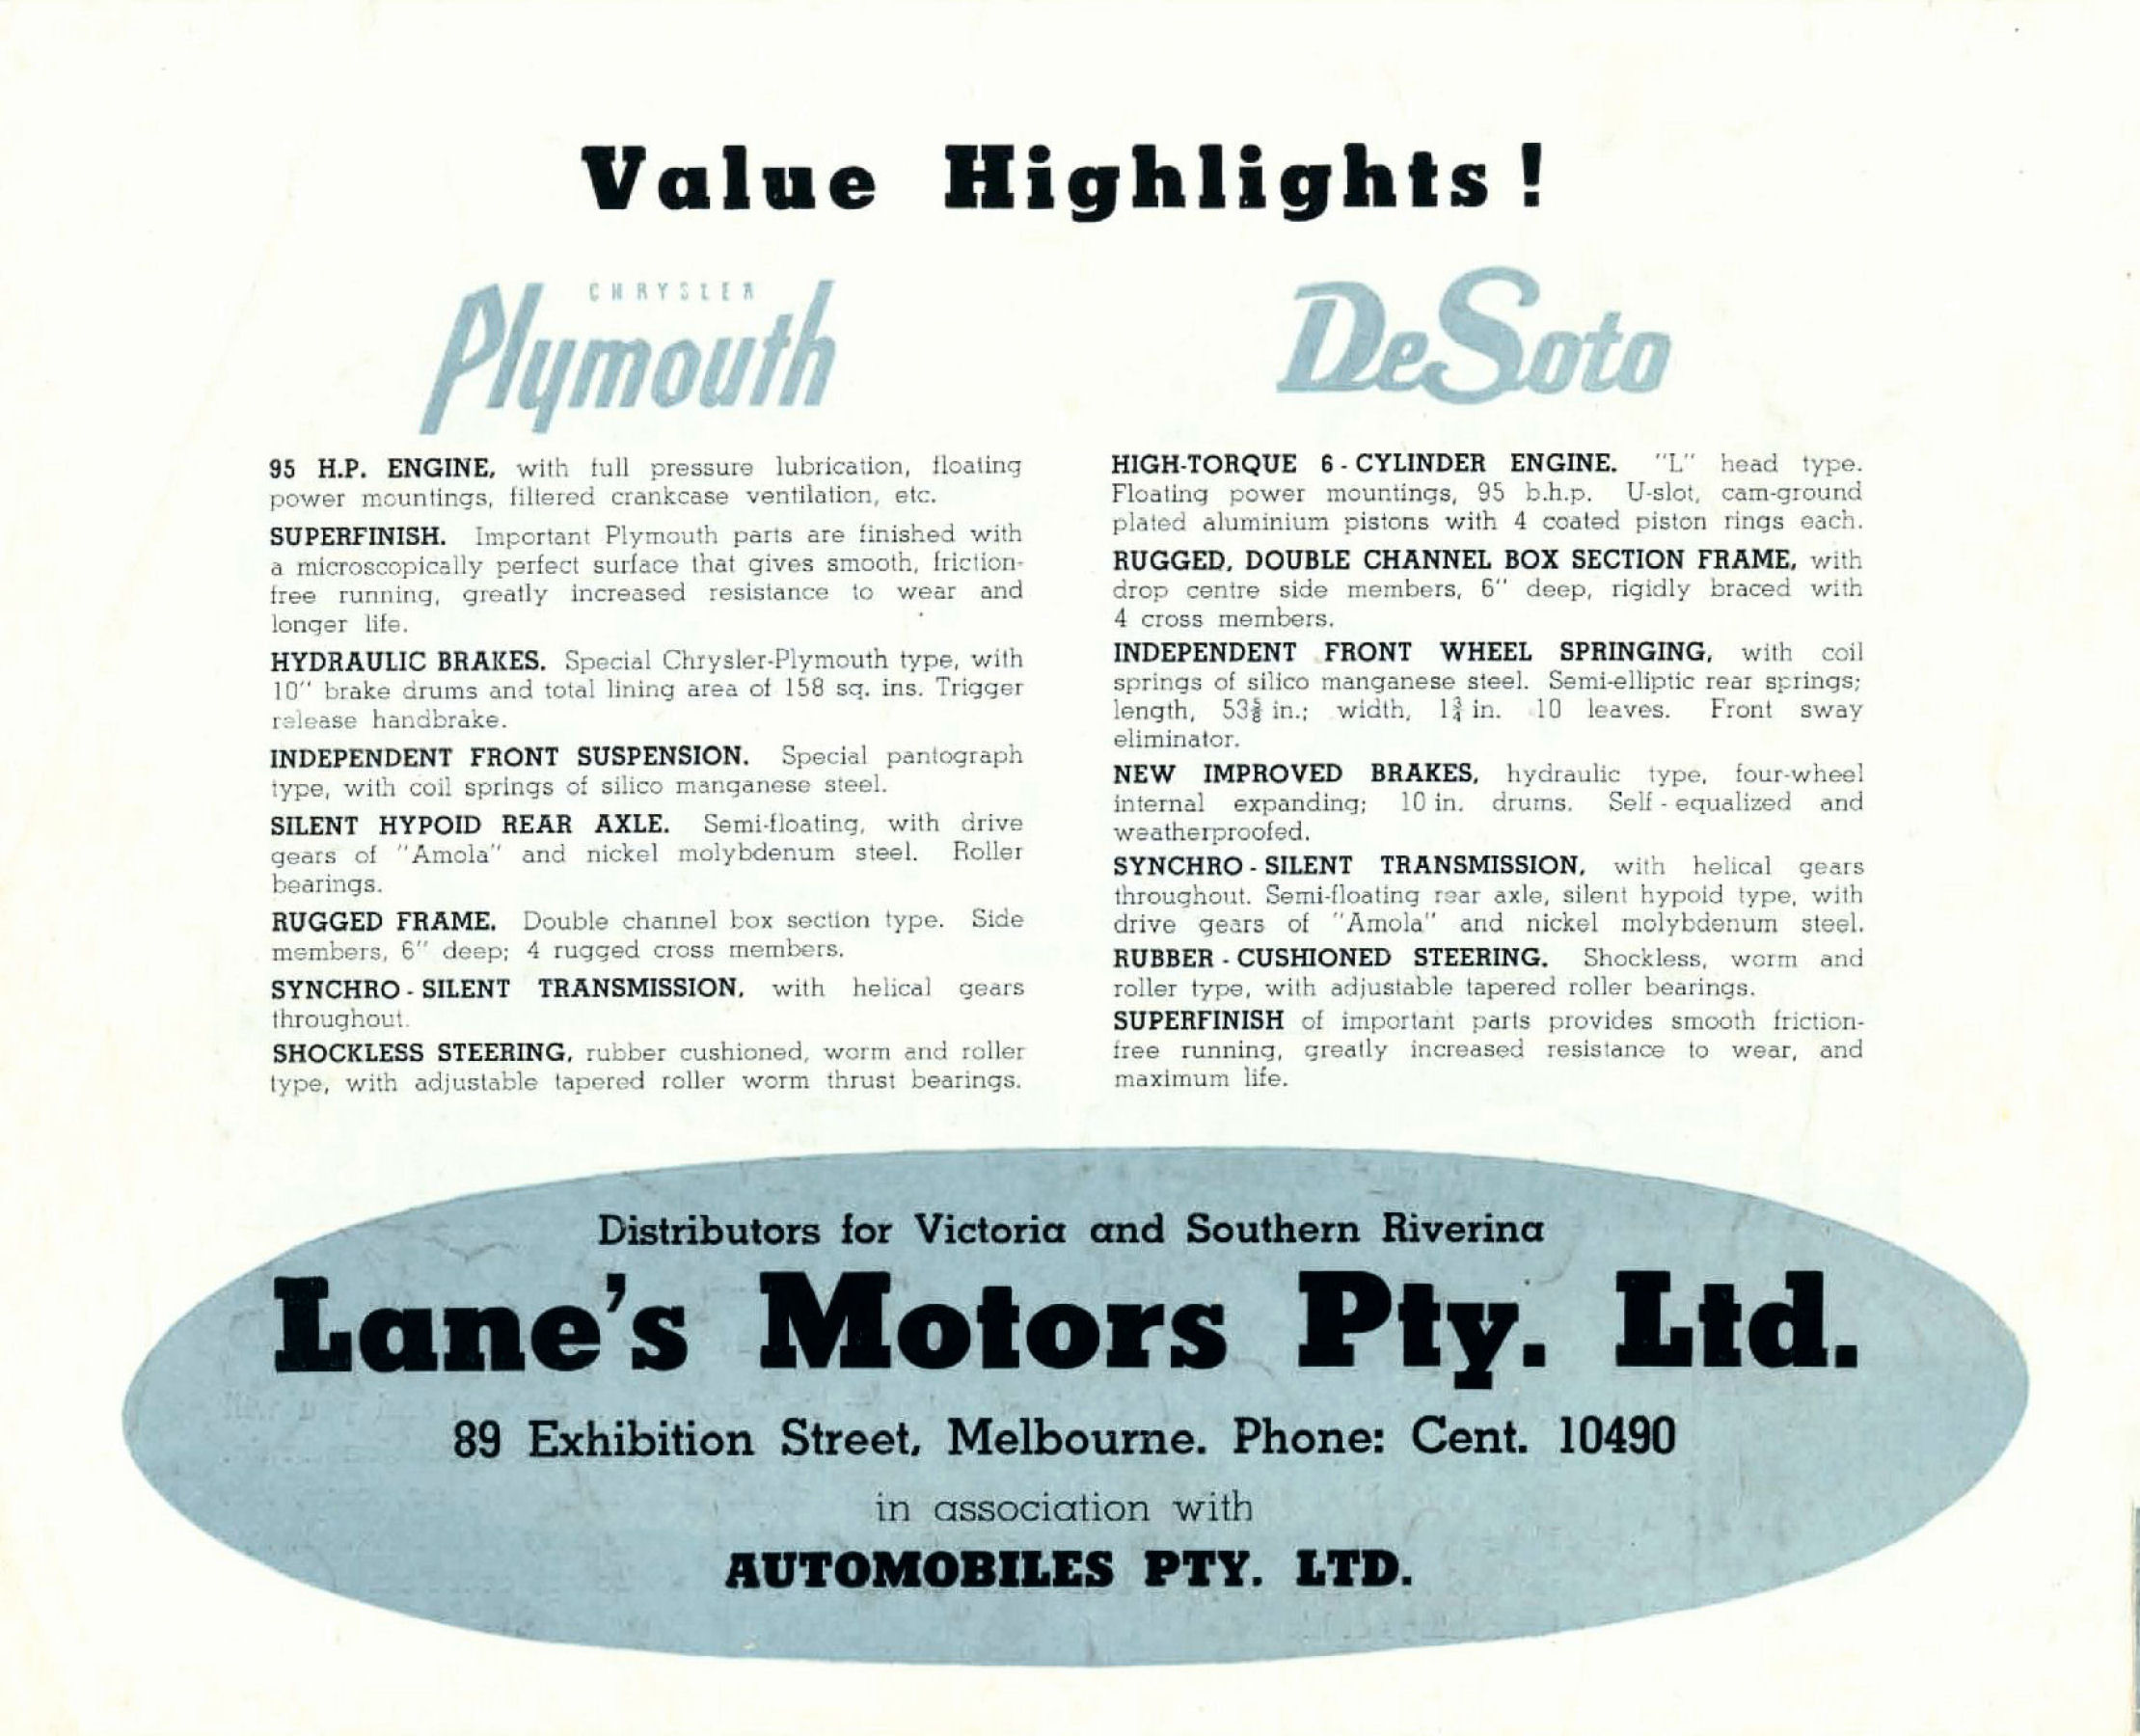 Value Highlights!
CHRYSLER
Plymouth
95 H.P. ENGINE, with full pressure lubrication, floating
power mountings, filtered crankcase ventilation, etc.
SUPERFINISH. Important Plymouth parts are finished with
a microscopically perfect surface that gives smooth, friction-
free running, greatly increased resistance to wear and
longer life.
HYDRAULIC BRAKES. Special Chrysler-Plymouth type, with
10" brake drums and total lining area of 158 sq. ins. Trigger
release handbrake.
INDEPENDENT FRONT SUSPENSION. Special pantograph
type, with coil springs of silico manganese steel.
SILENT HYPOID REAR AXLE. Semi-floating, with drive
gears of "Amola" and nickel molybdenum steel. Roller
bearings.
RUGGED FRAME. Double channel box section type. Side
members, 6" deep; 4 rugged cross members.
SYNCHRO-SILENT TRANSMISSION, with helical gears
throughout.
SHOCKLESS STEERING, rubber cushioned, worm and roller
type, with adjustable tapered roller worm thrust bearings.
DeSoto
HIGH-TORQUE 6-CYLINDER ENGINE. "L" head type.
Floating power mountings, 95 b.h.p. U-slot, cam-ground
plated aluminium pistons with 4 coated piston rings each.
RUGGED, DOUBLE CHANNEL BOX SECTION FRAME, with
drop centre side members, 6" deep, rigidly braced with
4 cross members.
INDEPENDENT FRONT WHEEL SPRINGING, with coil
springs of silico manganese steel. Semi-elliptic rear springs;
length, 53⅝ in.; width, 1¾ in. 10 leaves. Front sway
eliminator.
NEW IMPROVED BRAKES, hydraulic type, four-wheel
internal expanding; 10 in. drums. Self-equalized and
weatherproofed.
SYNCHRO-SILENT TRANSMISSION, with helical gears
throughout. Semi-floating rear axle, silent hypoid type, with
drive gears of "Amola" and nickel molybdenum steel.
RUBBER-CUSHIONED STEERING. Shockless, worm and
roller type, with adjustable tapered roller bearings.
SUPERFINISH of important parts provides smooth friction-
free running, greatly increased resistance to wear, and
maximum life.
Distributors for Victoria and Southern Riverina
Lane's Motors Pty. Ltd.
89 Exhibition Street, Melbourne. Phone: Cent. 10490
in association with
AUTOMOBILES PTY. LTD.